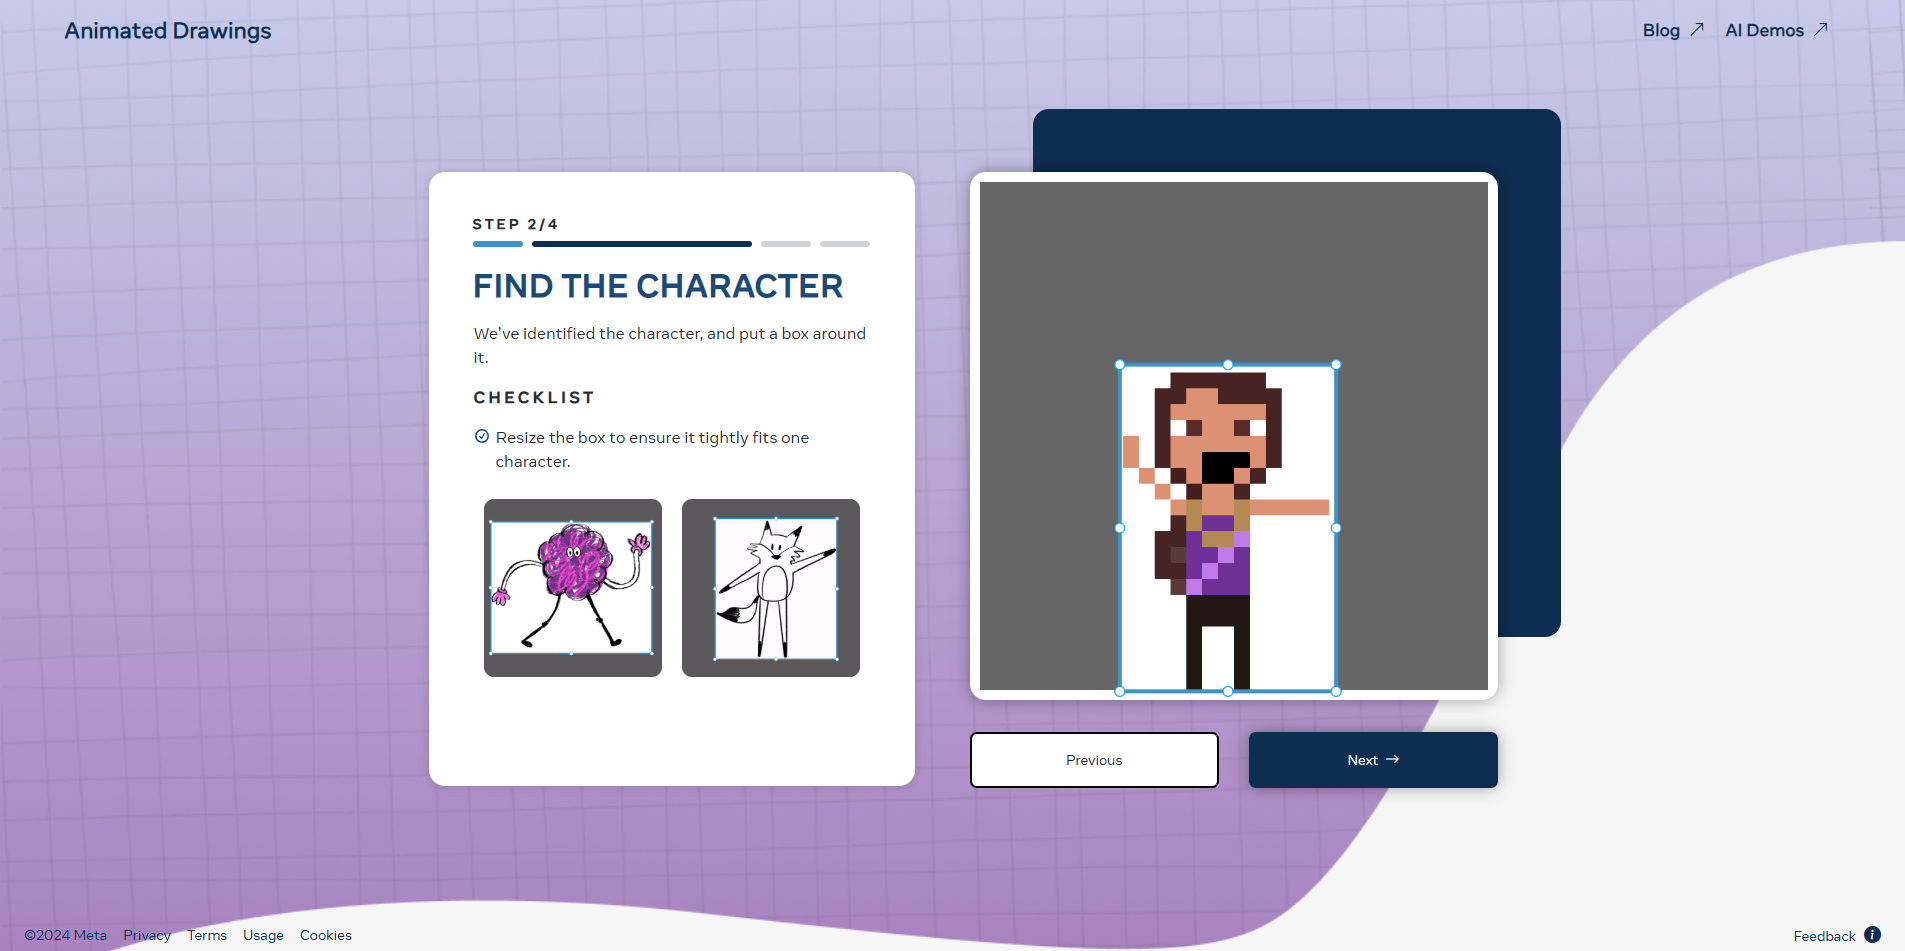 Animated Drawings
Blog
AI Demos
STEP 2/4
FIND THE CHARACTER
We've identified the character, and put a box around
it.
CHECKLIST
Resize the box to ensure it tightly fits one
character.
Previous
Next
©2024 Meta Privacy Terms Usage Cookies
Feedback